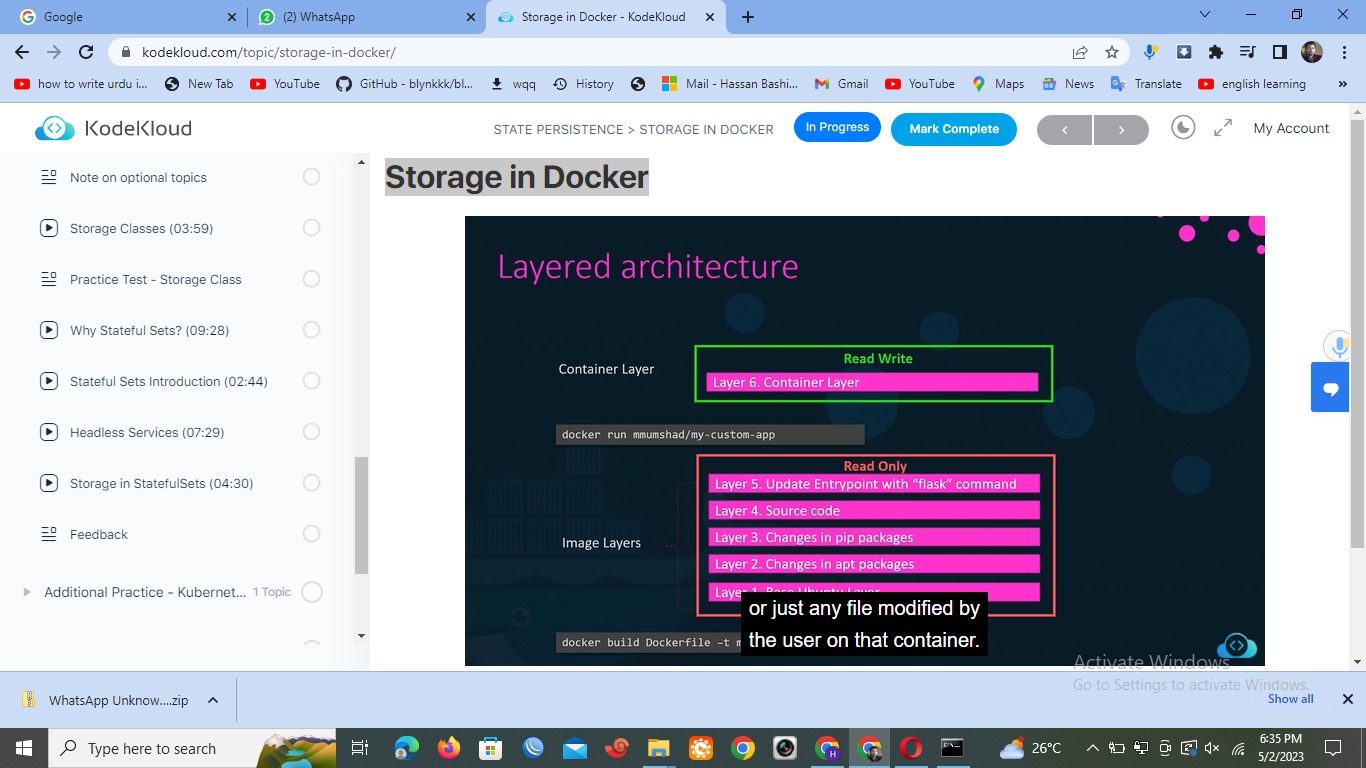 Google
(2) WhatsApp
Storage in Docker - KodeKloud
kodekloud.com/topic/storage-in-docker/
how to write urdu i...
New Tab
YouTube
GitHub - blynkkk/bl...
wqq
History
Mail - Hassan Bashi...
Gmail
YouTube
Maps
News
Translate
english learning
»
KodeKloud
STATE PERSISTENCE > STORAGE IN DOCKER
In Progress
Mark Complete
My Account
Note on optional topics
Storage Classes (03:59)
Practice Test - Storage Class
Why Stateful Sets? (09:28)
Stateful Sets Introduction (02:44)
Headless Services (07:29)
Storage in StatefulSets (04:30)
Feedback
Additional Practice - Kubernet... 1 Topic
Storage in Docker
Layered architecture
Container Layer
Read Write
Layer 6. Container Layer
docker run mmumshad/my-custom-app
Read Only
Layer 5. Update Entrypoint with “flask” command
Layer 4. Source code
Layer 3. Changes in pip packages
Layer 2. Changes in apt packages
Layer 1. Base Ubuntu Layer
Image Layers
docker build Dockerfile -t m
or just any file modified by
the user on that container.
Activate Windows
Go to Settings to activate Windows.
WhatsApp Unknow....zip
Show all
Type here to search
26°C
6:35 PM
5/2/2023